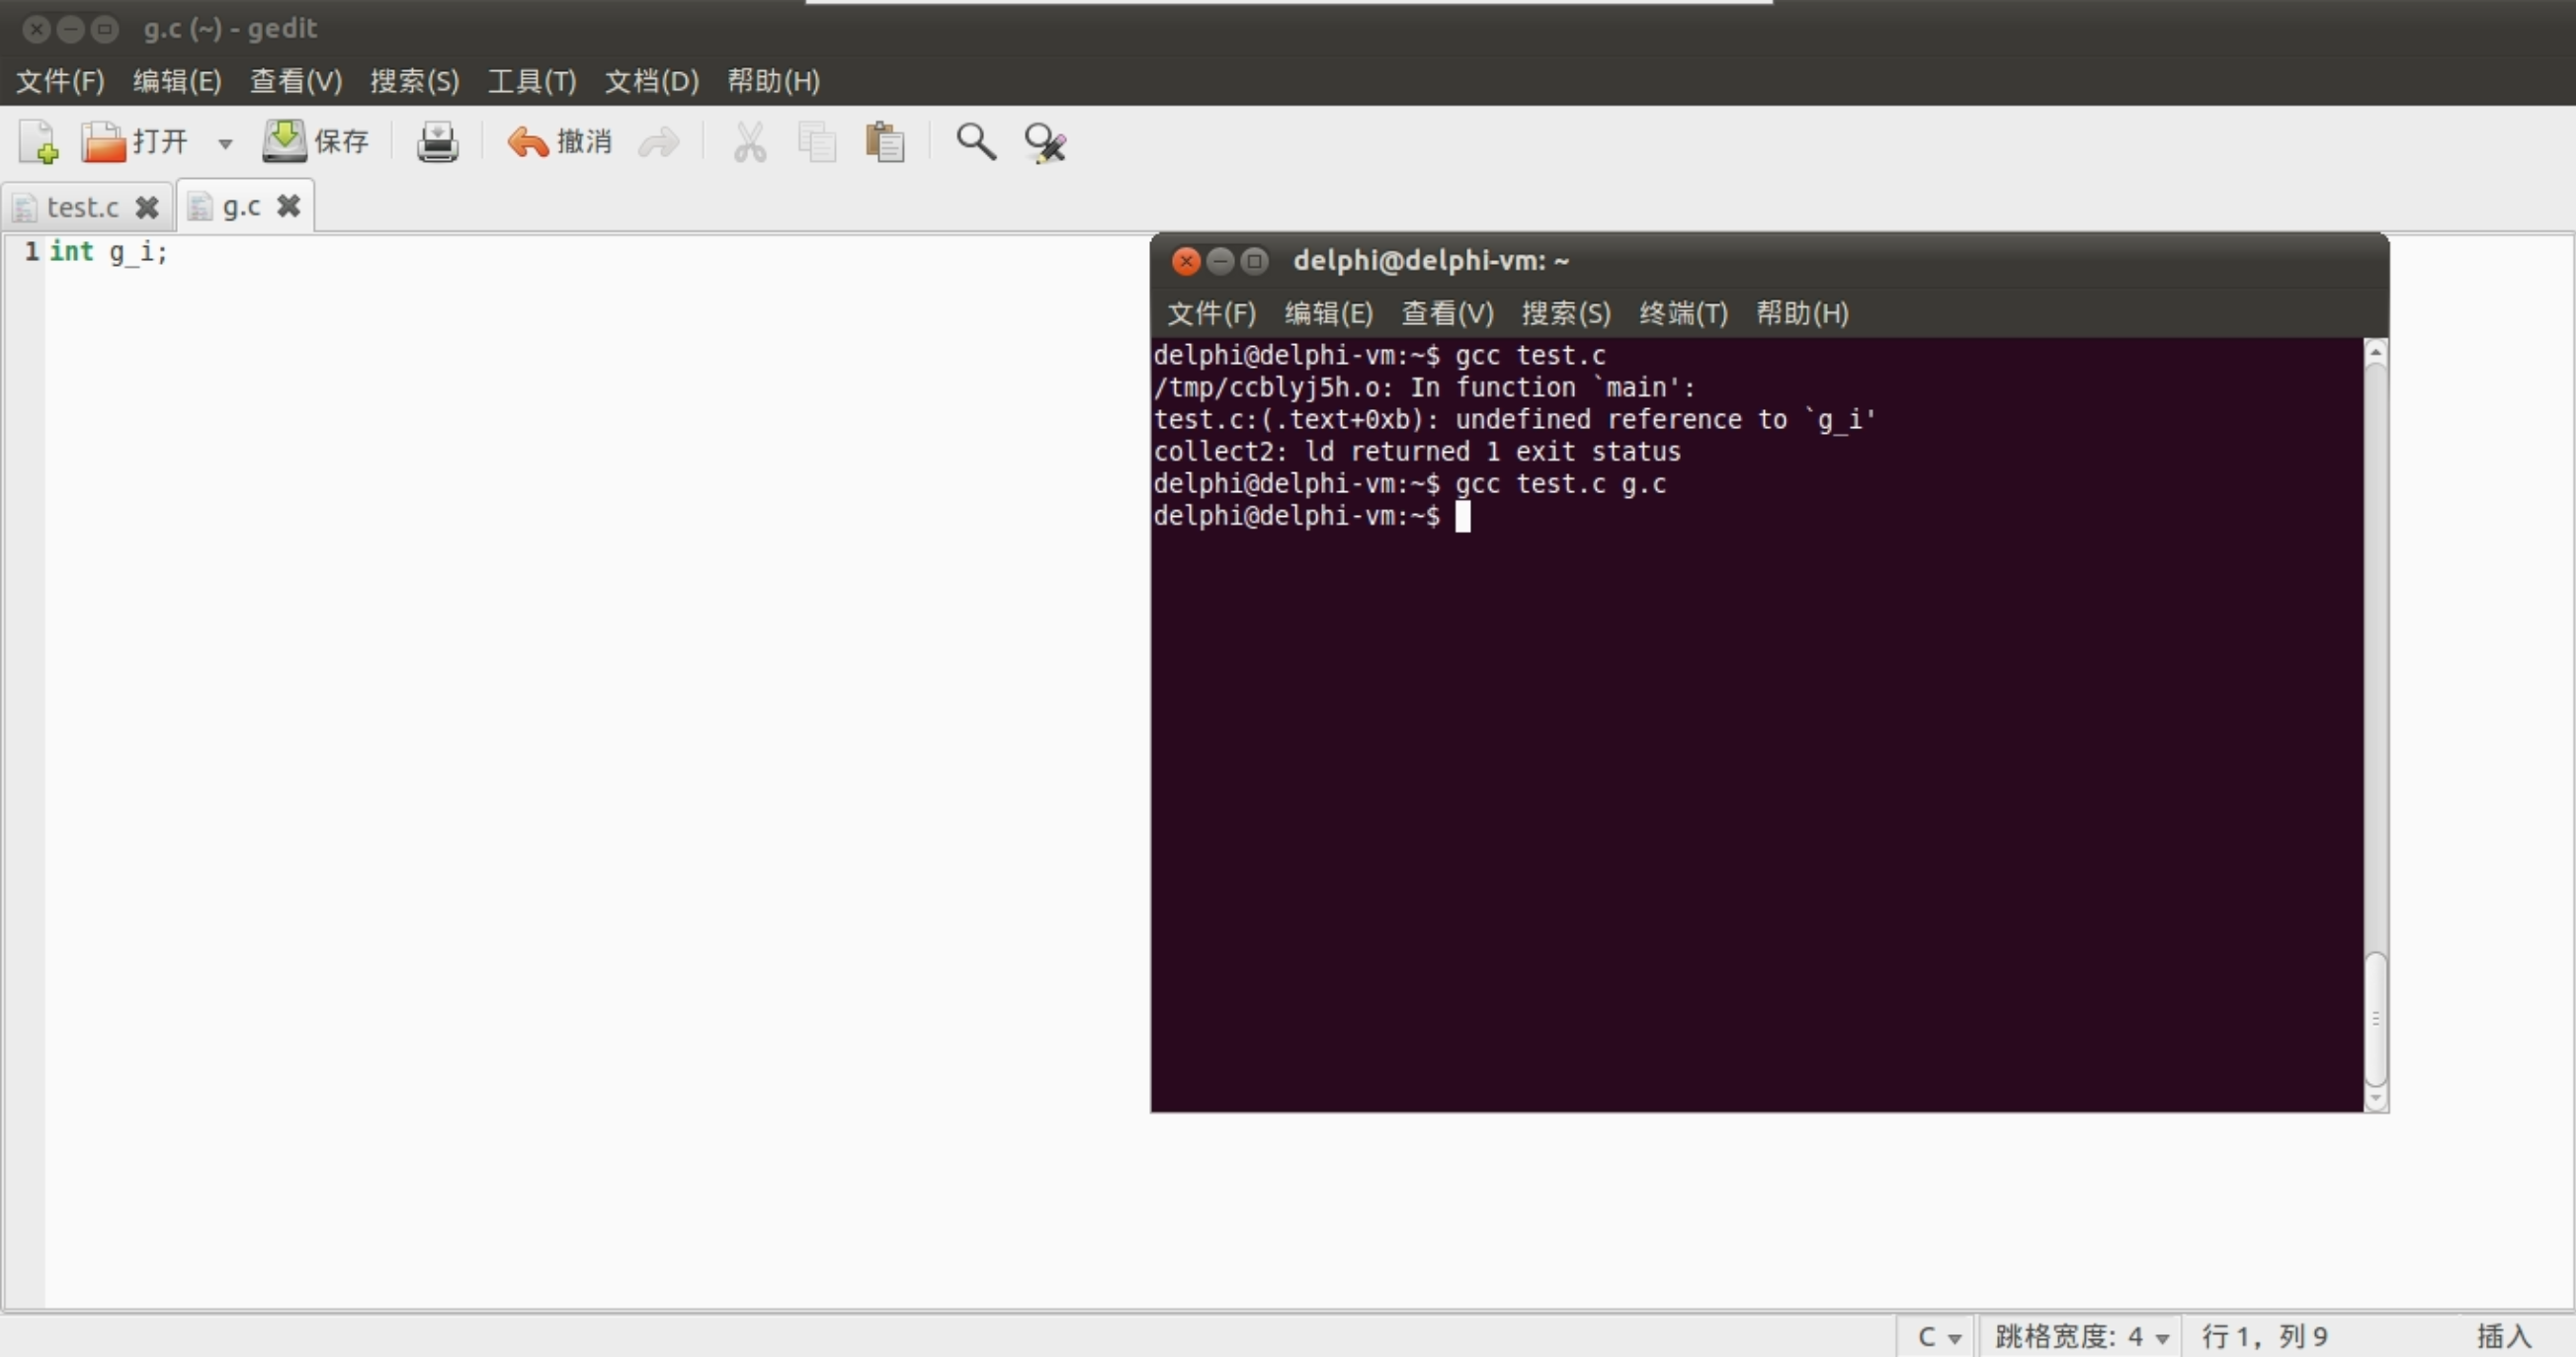 g.c (~) - gedit
文件(F) 编辑(E) 查看(V) 搜索(S) 工具(T) 文档(D) 帮助(H)
打开 保存 撤消
test.c g.c
1 int g_i;
delphi@delphi-vm: ~
文件(F) 编辑(E) 查看(V) 搜索(S) 终端(T) 帮助(H)
delphi@delphi-vm:~$ gcc test.c
/tmp/ccblyj5h.o: In function `main':
test.c:(.text+0xb): undefined reference to `g_i'
collect2: ld returned 1 exit status
delphi@delphi-vm:~$ gcc test.c g.c
delphi@delphi-vm:~$
C 跳格宽度: 4 行 1，列 9 插入